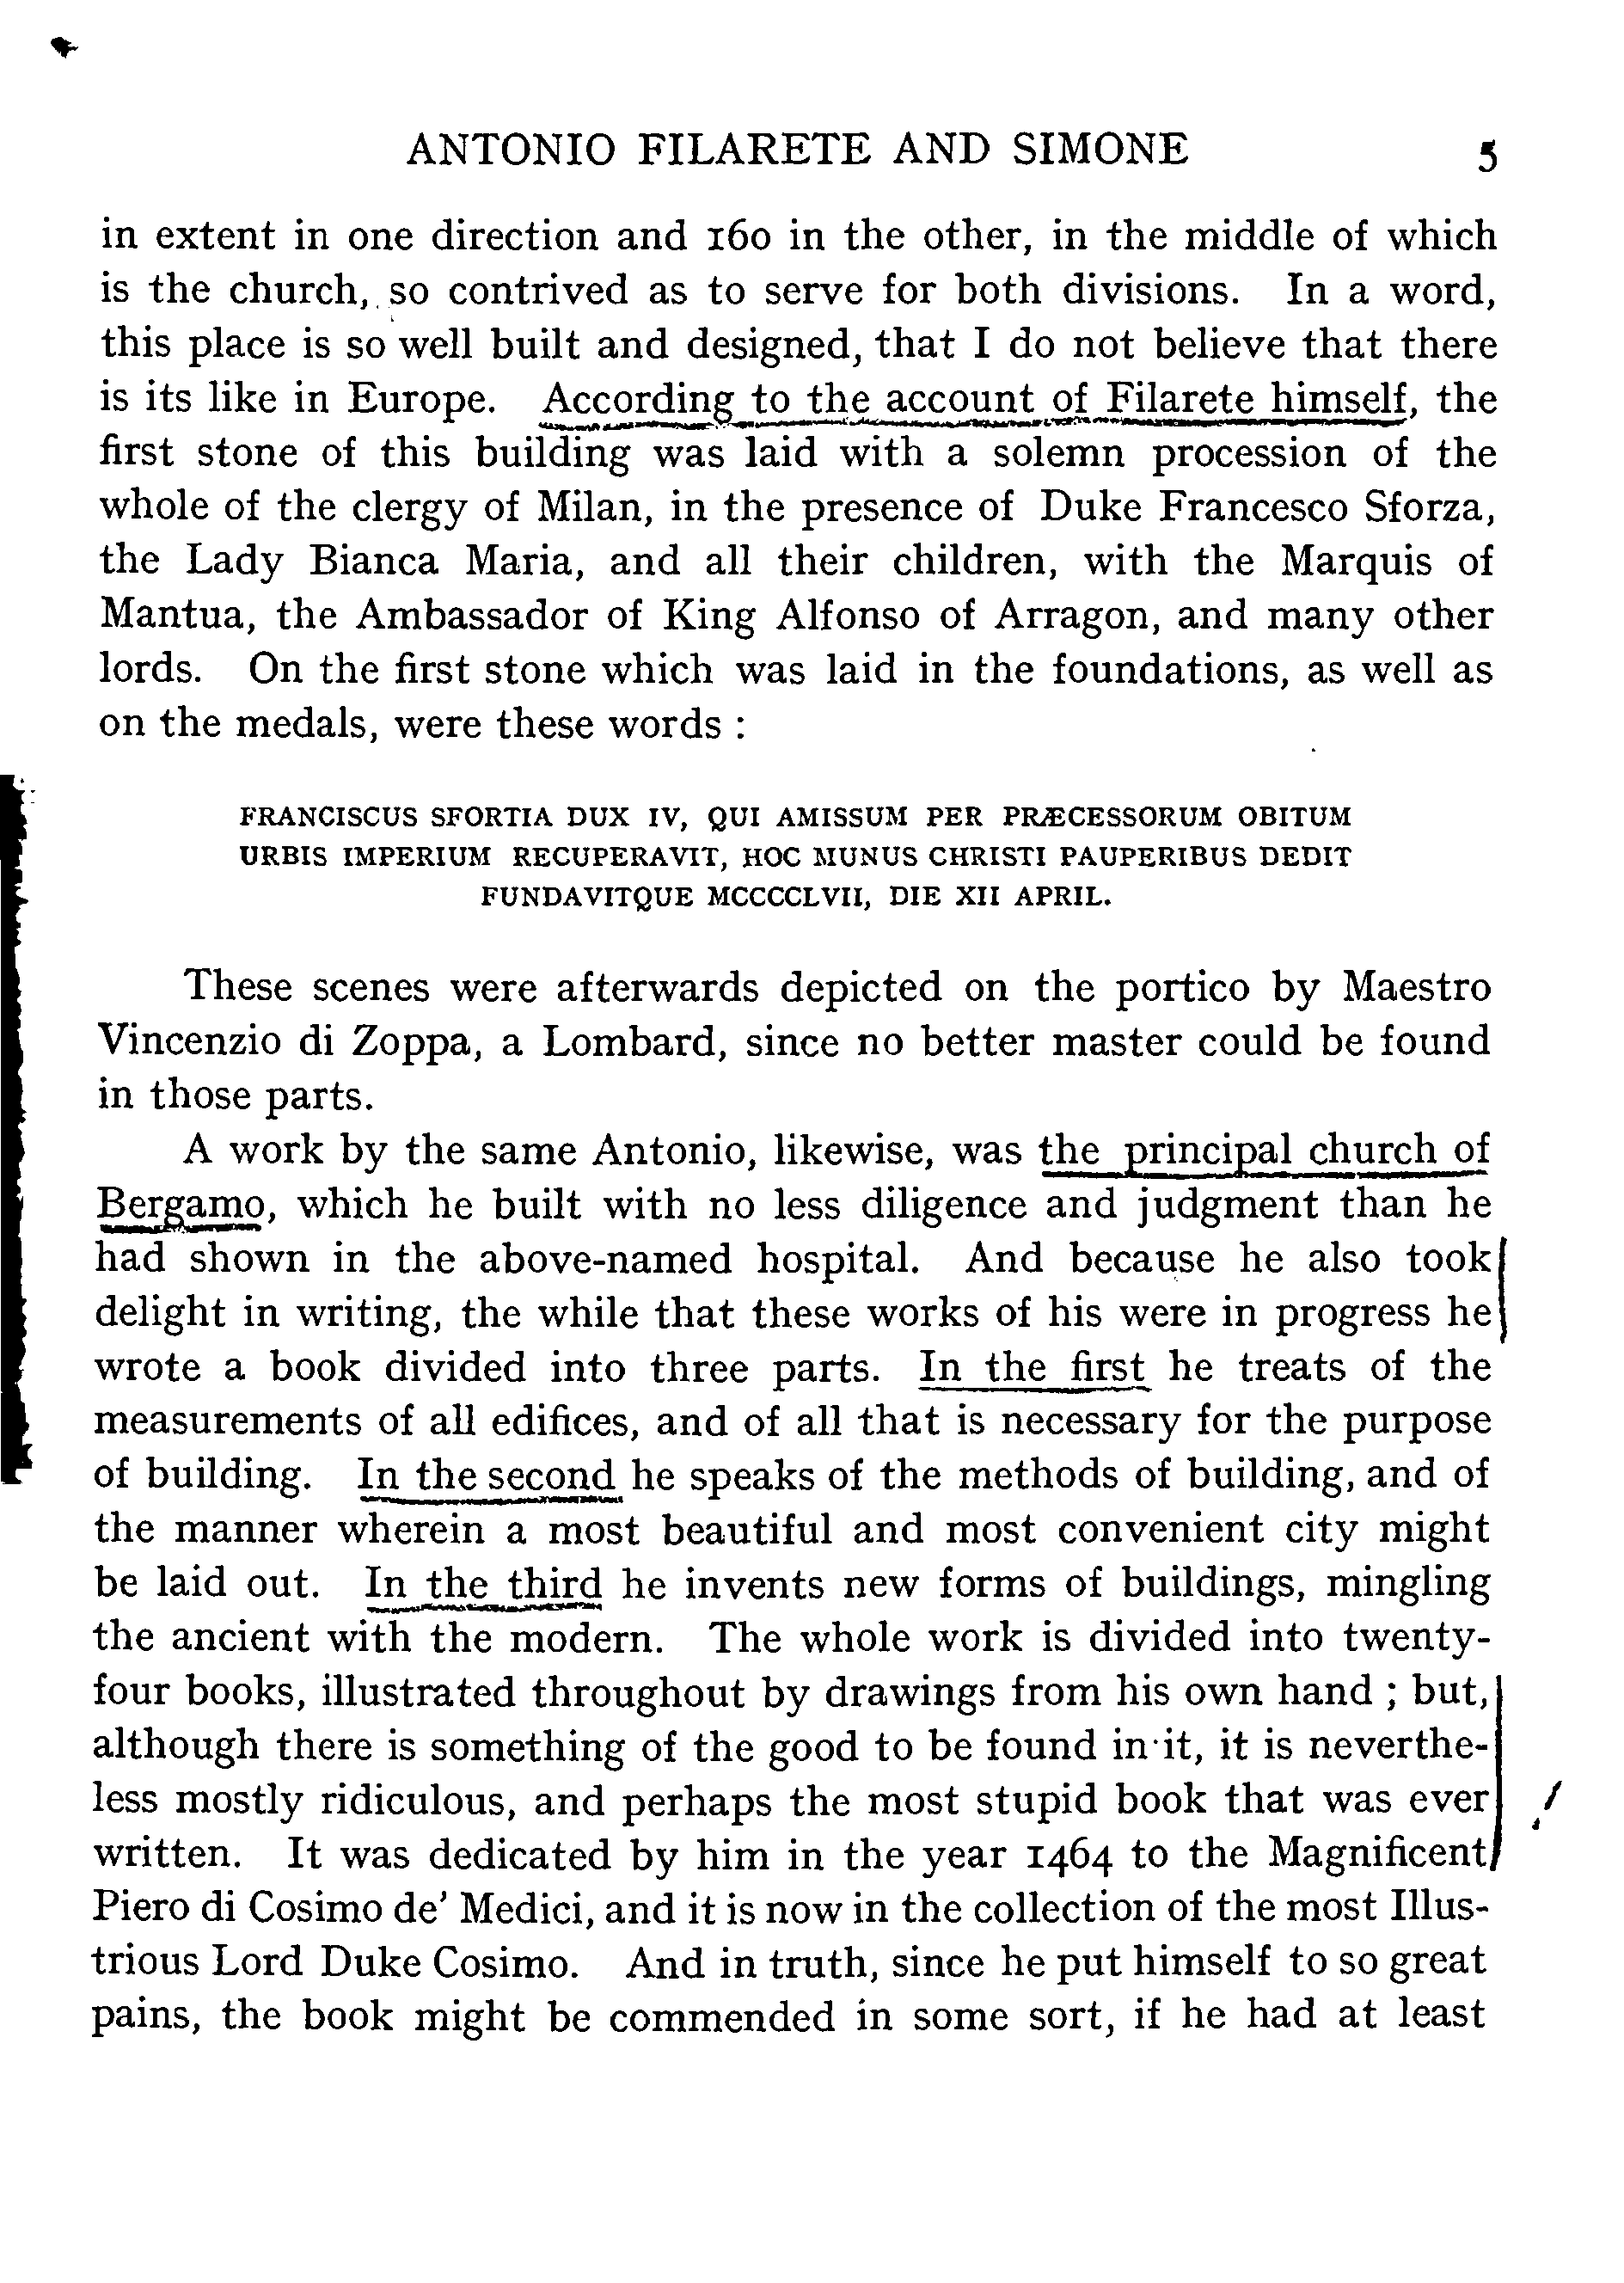 ANTONIO FILARETE AND SIMONE 5
in extent in one direction and 160 in the other, in the middle of which
is the church, so contrived as to serve for both divisions. In a word,
this place is so well built and designed, that I do not believe that there
is its like in Europe. According to the account of Filarete himself, the
first stone of this building was laid with a solemn procession of the
whole of the clergy of Milan, in the presence of Duke Francesco Sforza,
the Lady Bianca Maria, and all their children, with the Marquis of
Mantua, the Ambassador of King Alfonso of Arragon, and many other
lords. On the first stone which was laid in the foundations, as well as
on the medals, were these words :
FRANCISCUS SFORTIA DUX IV, QUI AMISSUM PER PRÆCESSORUM OBITUM
URBIS IMPERIUM RECUPERAVIT, HOC MUNUS CHRISTI PAUPERIBUS DEDIT
FUNDAVITQUE MCCCCLVII, DIE XII APRIL.
These scenes were afterwards depicted on the portico by Maestro
Vincenzio di Zoppa, a Lombard, since no better master could be found
in those parts.
A work by the same Antonio, likewise, was the principal church of
Bergamo, which he built with no less diligence and judgment than he
had shown in the above-named hospital. And because he also took
delight in writing, the while that these works of his were in progress he
wrote a book divided into three parts. In the first he treats of the
measurements of all edifices, and of all that is necessary for the purpose
of building. In the second he speaks of the methods of building, and of
the manner wherein a most beautiful and most convenient city might
be laid out. In the third he invents new forms of buildings, mingling
the ancient with the modern. The whole work is divided into twenty-
four books, illustrated throughout by drawings from his own hand ; but,
although there is something of the good to be found in it, it is neverthe-
less mostly ridiculous, and perhaps the most stupid book that was ever !
written. It was dedicated by him in the year 1464 to the Magnificent
Piero di Cosimo de' Medici, and it is now in the collection of the most Illus-
trious Lord Duke Cosimo. And in truth, since he put himself to so great
pains, the book might be commended in some sort, if he had at least